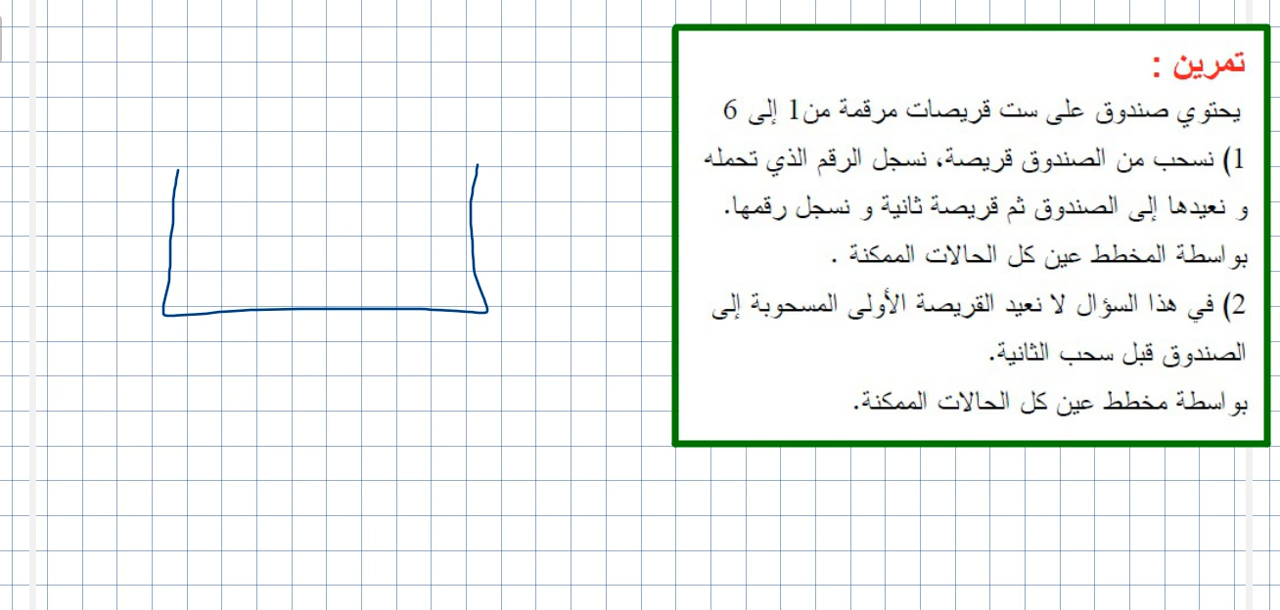 تمرين :
يحتوي صندوق على ست قريصات مرقمة من1 إلى 6
1) نسحب من الصندوق قريصة، نسجل الرقم الذي تحمله
و نعيدها إلى الصندوق ثم قريصة ثانية و نسجل رقمها.
بواسطة المخطط عين كل الحالات الممكنة .
2) في هذا السؤال لا نعيد القريصة الأولى المسحوبة إلى
الصندوق قبل سحب الثانية.
بواسطة مخطط عين كل الحالات الممكنة.